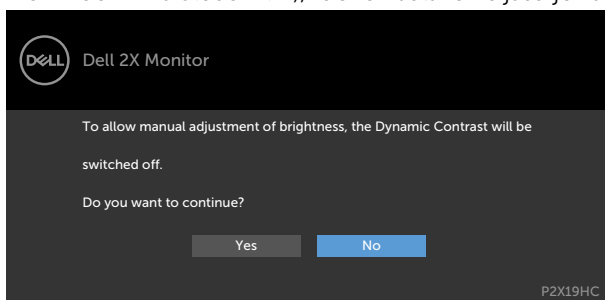 DELL
Dell 2X Monitor
To allow manual adjustment of brightness, the Dynamic Contrast will be
switched off.
Do you want to continue?
Yes
No
P2X19HC